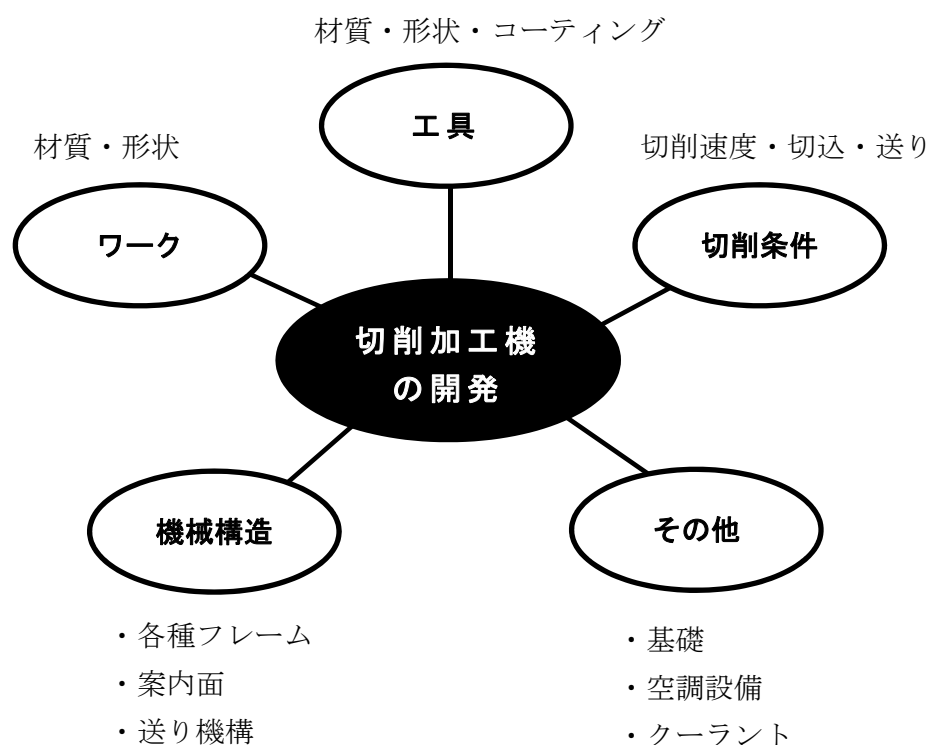 材質・形状・コーティング
工具
材質・形状
切削速度・切込・送り
ワーク
切削条件
切削加工機
の開発
機械構造
その他
・各種フレーム
・案内面
・送り機構
・基礎
・空調設備
・クーラント